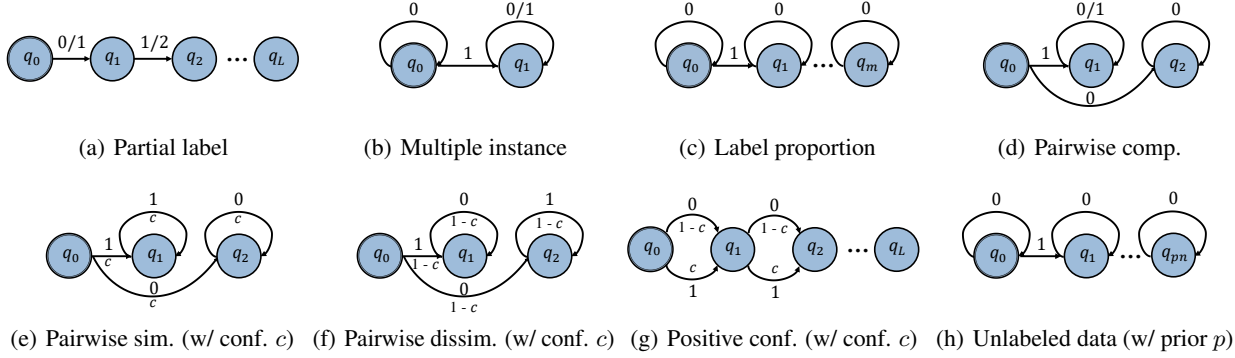 0/1 1/2
q0 q1 q2 ... qL
(a) Partial label
0 0/1
q0 1 q1
(b) Multiple instance
0 0 0
q0 1 q1 ... qm
(c) Label proportion
0/1 0
q0 1 q1 q2
0
(d) Pairwise comp.
1 0
c c
q0 1 q1 q2
c
0
c
(e) Pairwise sim. (w/ conf. c)
0 1
1 - c 1 - c
q0 1 q1 q2
1 - c
0
1 - c
(f) Pairwise dissim. (w/ conf. c)
0 0
1 - c 1 - c
q0 q1 q2 ... qL
c c
1 1
(g) Positive conf. (w/ conf. c)
0 0 0
q0 1 q1 ... qpn
(h) Unlabeled data (w/ prior p)